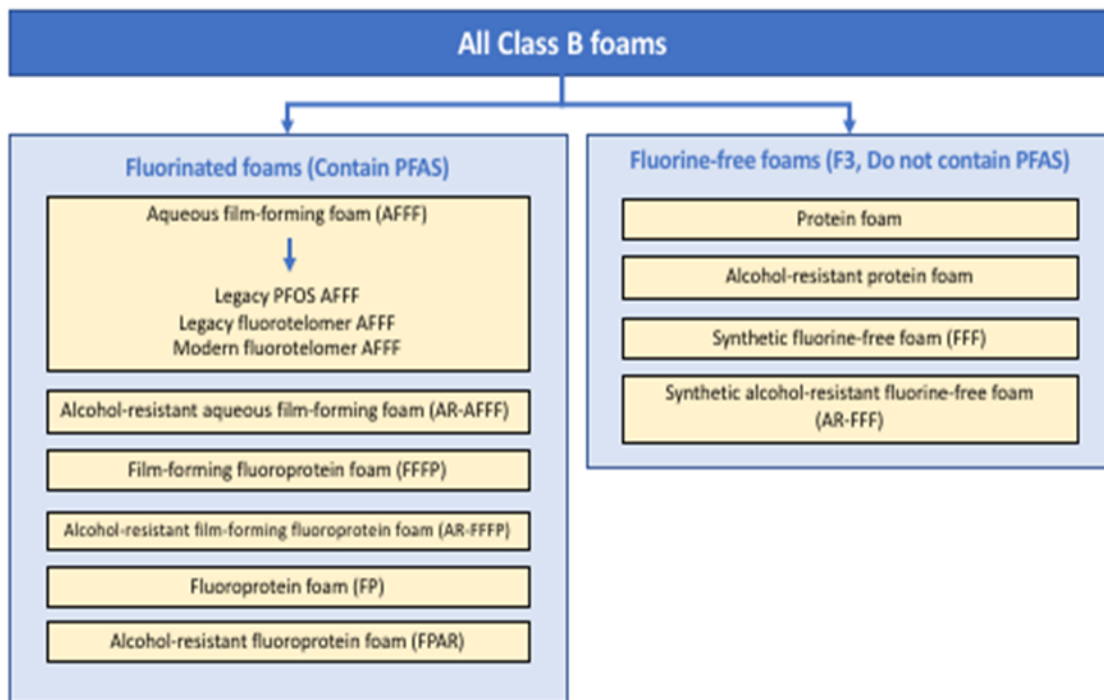 All Class B foams
Fluorinated foams (Contain PFAS)
Aqueous film-forming foam (AFFF)
Legacy PFOS AFFF
Legacy fluorotelomer AFFF
Modern fluorotelomer AFFF
Alcohol-resistant aqueous film-forming foam (AR-AFFF)
Film-forming fluoroprotein foam (FFFP)
Alcohol-resistant film-forming fluoroprotein foam (AR-FFFP)
Fluoroprotein foam (FP)
Alcohol-resistant fluoroprotein foam (FPAR)
Fluorine-free foams (F3, Do not contain PFAS)
Protein foam
Alcohol-resistant protein foam
Synthetic fluorine-free foam (FFF)
Synthetic alcohol-resistant fluorine-free foam
(AR-FFF)